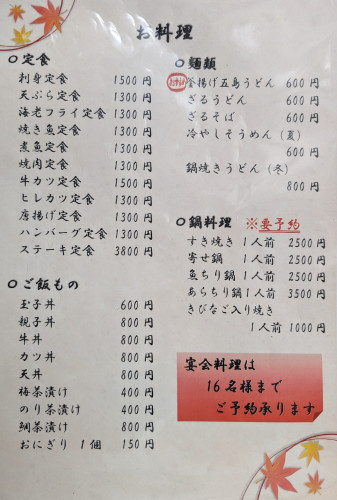 お料理
○定食
刺身定食 1500円
天ぷら定食 1300円
海老フライ定食 1300円
焼き魚定食 1300円
煮魚定食 1300円
焼肉定食 1300円
牛カツ定食 1500円
ヒレカツ定食 1300円
唐揚げ定食 1300円
ハンバーグ定食 1300円
ステーキ定食 3800円
○ご飯もの
玉子丼 600円
親子丼 800円
牛丼 800円
カツ丼 800円
天丼 800円
梅茶漬け 400円
のり茶漬け 400円
鯛茶漬け 800円
おにぎり 1個 150円
○麺類
釜揚げ五島うどん 600円
ざるうどん 600円
ざるそば 600円
冷やしそうめん(夏)
600円
鍋焼きうどん(冬)
800円
○鍋料理 ※要予約
すき焼き1人前 2500円
寄せ鍋 1人前 2500円
魚ちり鍋1人前 2500円
あらちり鍋1人前 3500円
きびなご入り焼き
1人前 1000円
宴会料理は
16名様まで
ご予約承ります